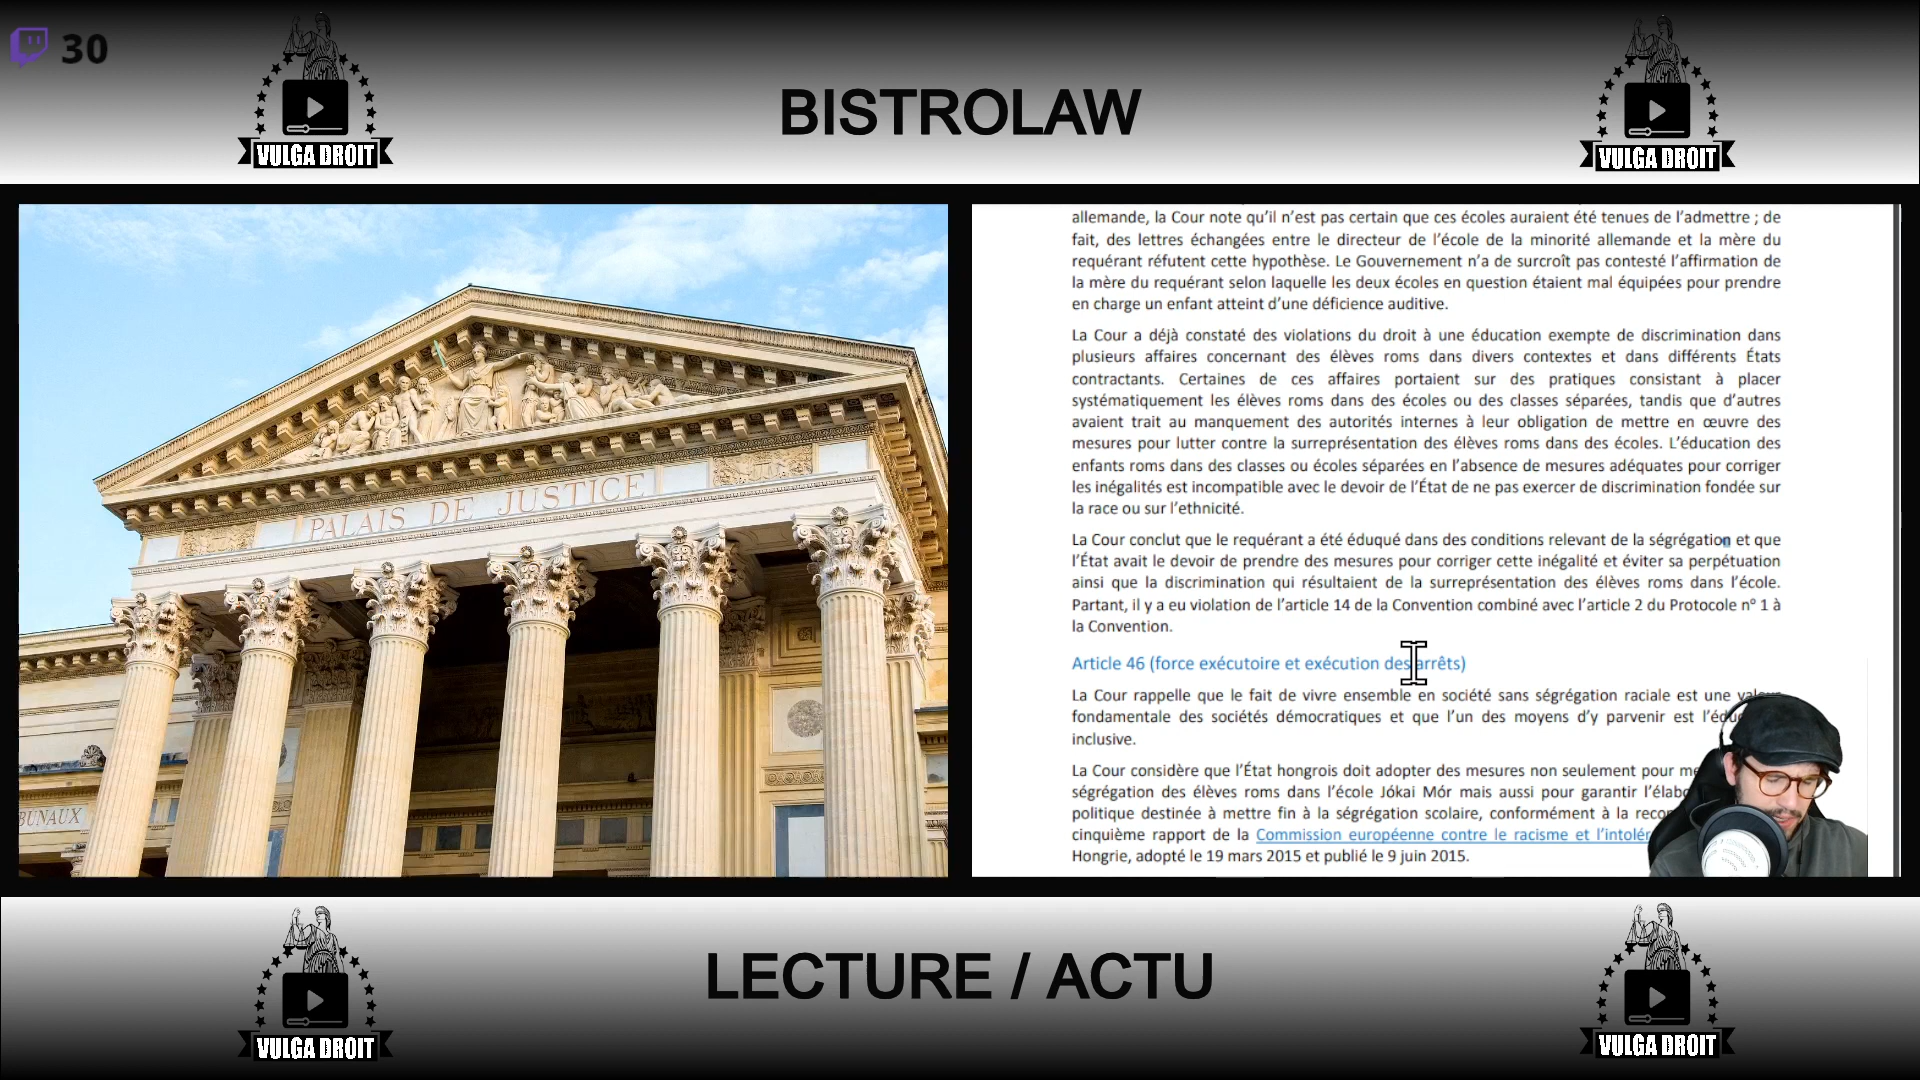 30
BISTROLAW
VULGA DROIT
VULGA DROIT
PALAIS DE JUSTICE
BUNAUX
allemande, la Cour note qu’il n’est pas certain que ces écoles auraient été tenues de l’admettre ; de
fait, des lettres échangées entre le directeur de l’école de la minorité allemande et la mère du
requérant réfutent cette hypothèse. Le Gouvernement n’a de surcroît pas contesté l’affirmation de
la mère du requérant selon laquelle les deux écoles en question étaient mal équipées pour prendre
en charge un enfant atteint d’une déficience auditive.
La Cour a déjà constaté des violations du droit à une éducation exempte de discrimination dans
plusieurs affaires concernant des élèves roms dans divers contextes et dans différents États
contractants. Certaines de ces affaires portaient sur des pratiques consistant à placer
systématiquement les élèves roms dans des écoles ou des classes séparées, tandis que d’autres
avaient trait au manquement des autorités internes à leur obligation de mettre en œuvre des
mesures pour lutter contre la surreprésentation des élèves roms dans des écoles. L’éducation des
enfants roms dans des classes ou écoles séparées en l’absence de mesures adéquates pour corriger
les inégalités est incompatible avec le devoir de l’État de ne pas exercer de discrimination fondée sur
la race ou sur l’ethnicité.
La Cour conclut que le requérant a été éduqué dans des conditions relevant de la ségrégation et que
l’État avait le devoir de prendre des mesures pour corriger cette inégalité et éviter sa perpétuation
ainsi que la discrimination qui résultaient de la surreprésentation des élèves roms dans l’école.
Partant, il y a eu violation de l’article 14 de la Convention combiné avec l’article 2 du Protocole nº 1 à
la Convention.
Article 46 (force exécutoire et exécution des arrêts)
La Cour rappelle que le fait de vivre ensemble en société sans ségrégation raciale est une
fondamentale des sociétés démocratiques et que l’un des moyens d’y parvenir est
inclusive.
La Cour considère que l’État hongrois doit adopter des mesures non seulement pour
ségrégation des élèves roms dans l’école Jókai Mór mais aussi pour garantir
politique destinée à mettre fin à la ségrégation scolaire, conformément à la
cinquième rapport de la Commission européenne contre le racisme et
Hongrie, adopté le 19 mars 2015 et publié le 9 juin 2015.
LECTURE / ACTU
VULGA DROIT
VULGA DROIT